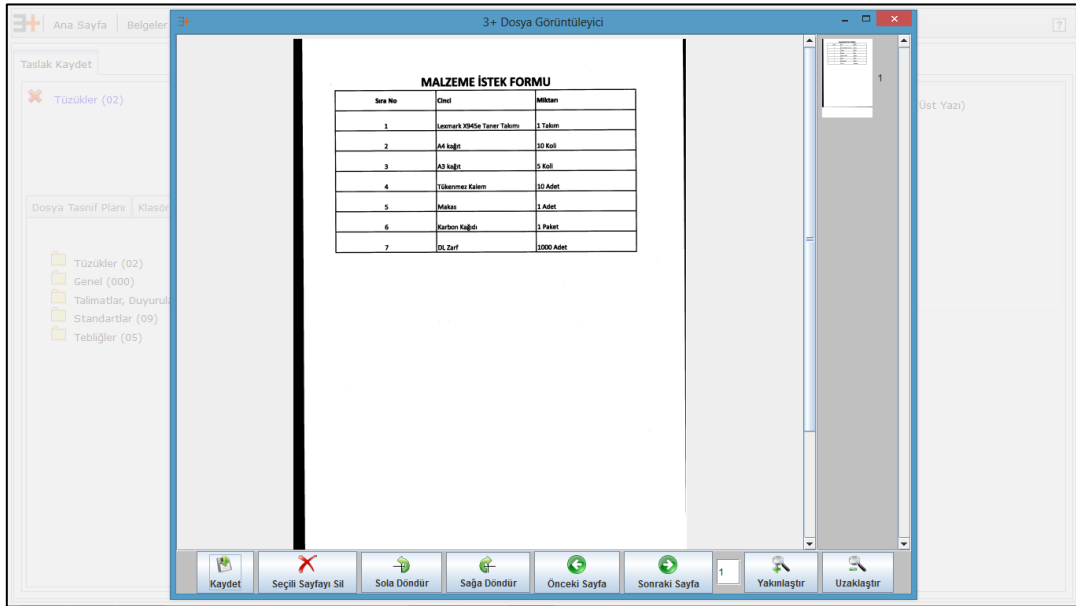 3+ Dosya Görüntüleyici
Ana Sayfa Belgeler
?
Taslak Kaydet
Tüzükler (02)
Üst Yazı)
Dosya Tasnif Planı Klasör
Tüzükler (02)
Genel (000)
Talimatlar, Duyurula
Standartlar (09)
Tebliğler (05)
MALZEME İSTEK FORMU
Sıra No Cinci Miktarı
1 Lexmark X945e Taner Takımı 1 Takım
2 A4 kağıt 10 Koli
3 A3 kağıt 5 Koli
4 Tükenmez Kalem 10 Adet
5 Makas 1 Adet
6 Karbon Kağıdı 1 Paket
7 DL Zarf 1000 Adet
1
Kaydet Seçili Sayfayı Sil Sola Döndür Sağa Döndür Önceki Sayfa Sonraki Sayfa 1 Yakınlaştır Uzaklaştır